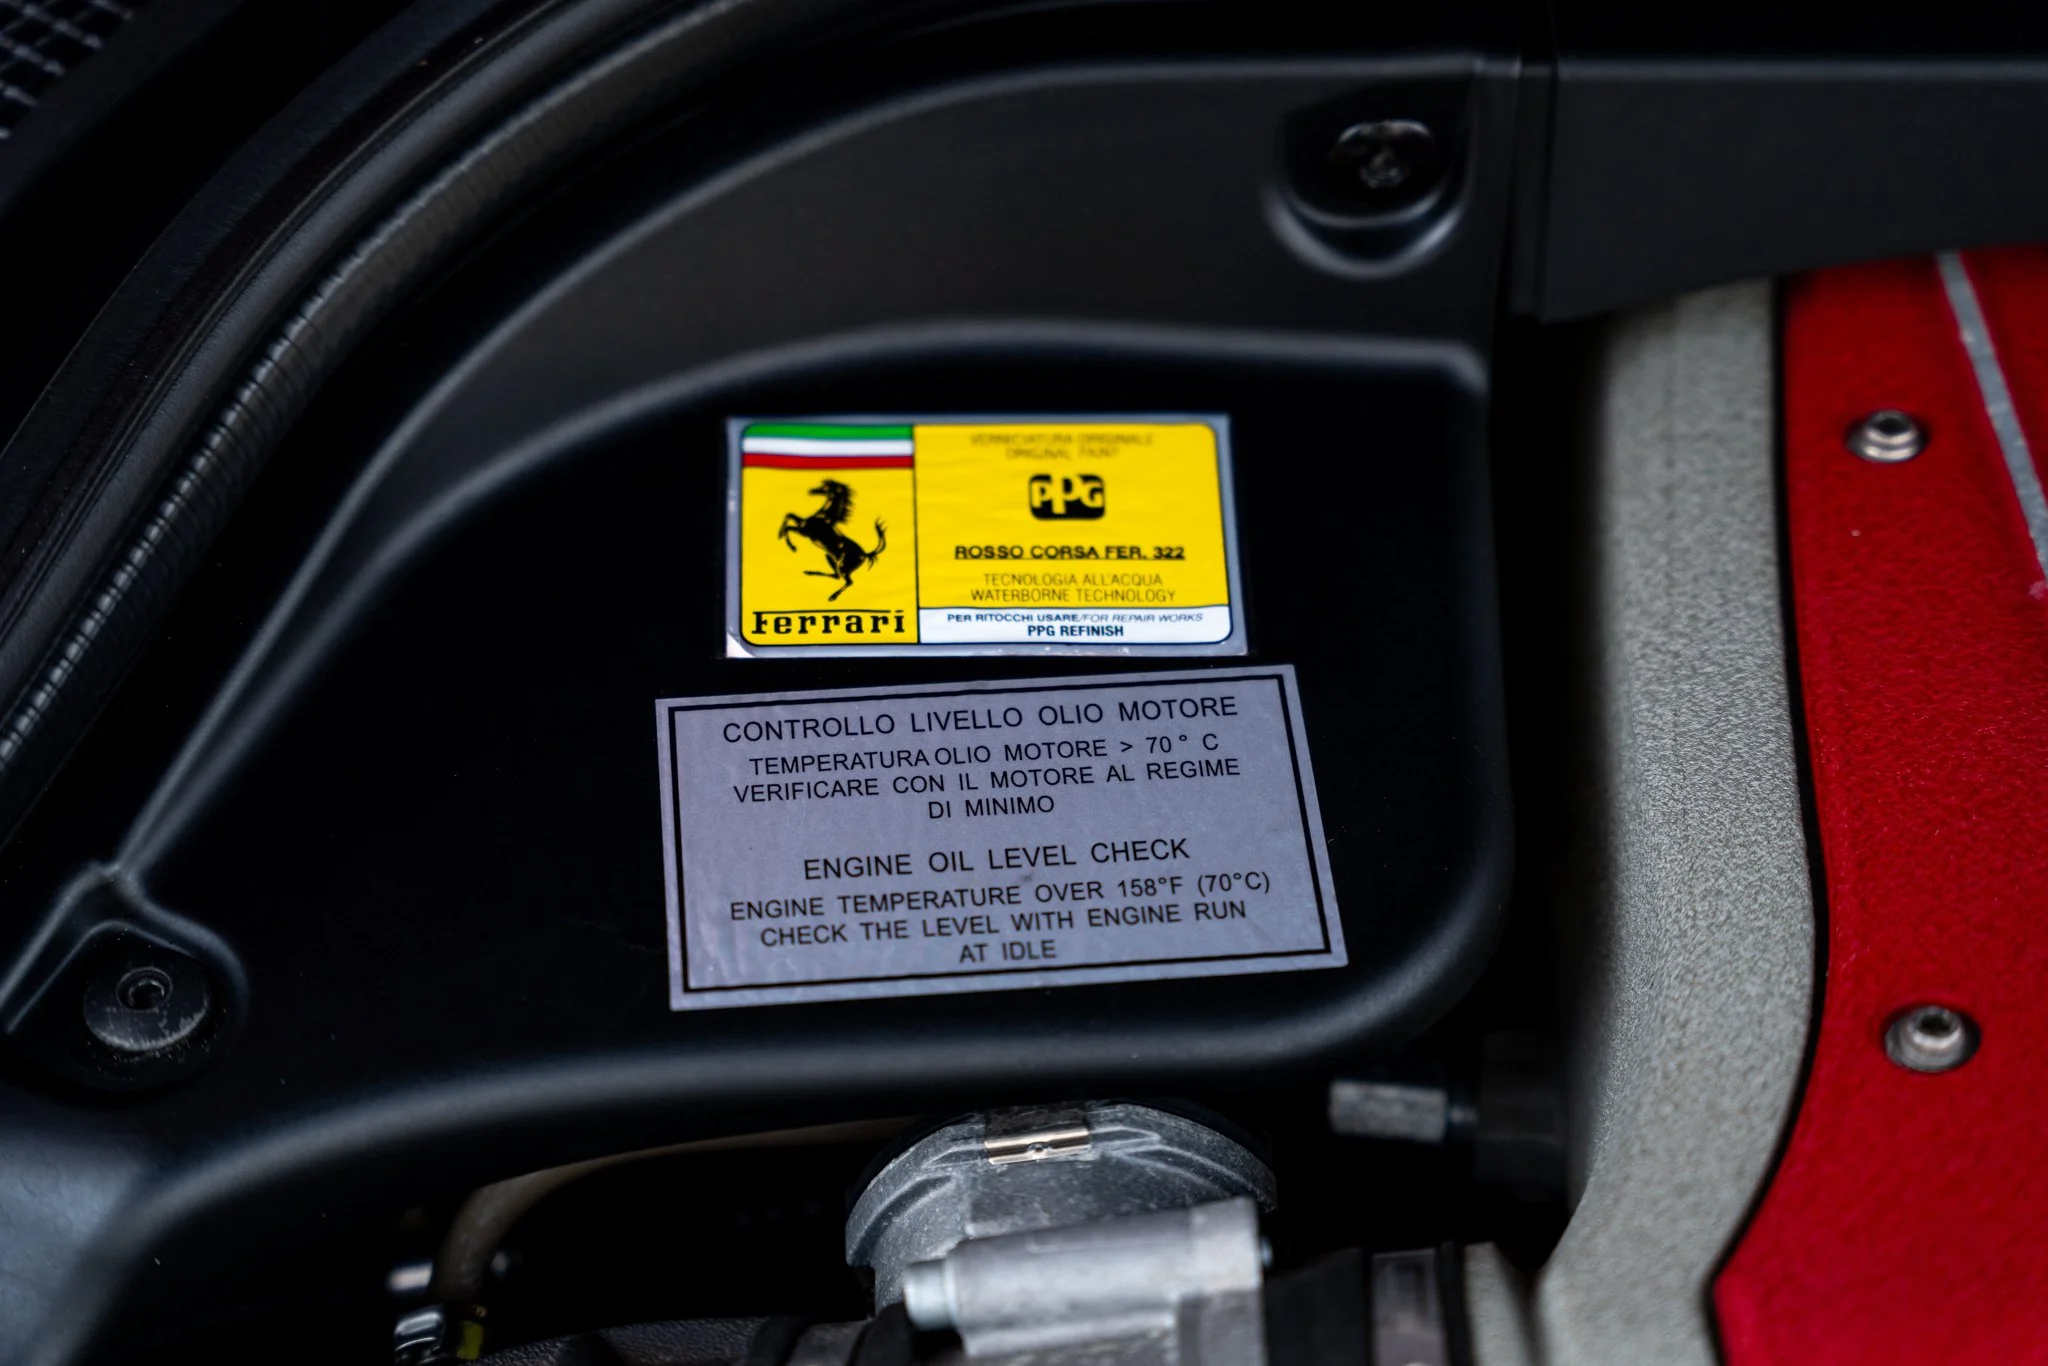 VERNICIATURA ORIGINALE
ORIGINAL PAINT
PPG
ROSSO CORSA FER. 322
TECNOLOGIA ALL'ACQUA
WATERBORNE TECHNOLOGY
Ferrari
PER RITOCCHI USARE/FOR REPAIR WORKS
PPG REFINISH
CONTROLLO LIVELLO OLIO MOTORE
TEMPERATURA OLIO MOTORE > 70° C
VERIFICARE CON IL MOTORE AL REGIME
DI MINIMO
ENGINE OIL LEVEL CHECK
ENGINE TEMPERATURE OVER 158°F (70°C)
CHECK THE LEVEL WITH ENGINE RUN
AT IDLE